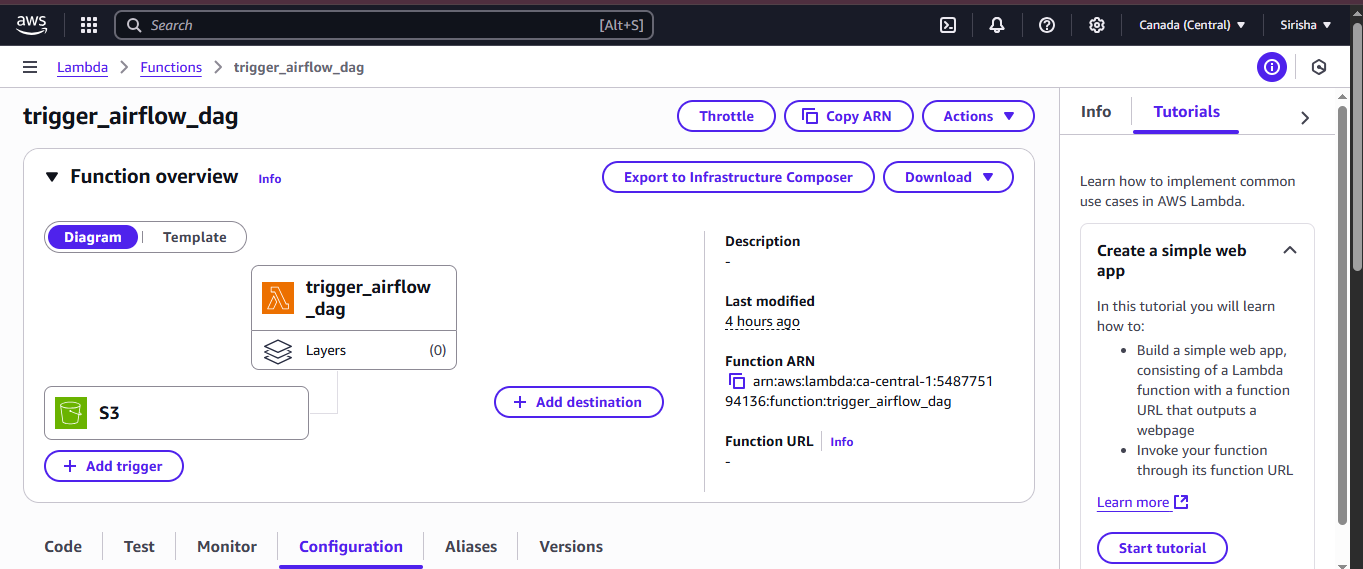 aws
Search
[Alt+S]
Canada (Central)
Sirisha
Lambda
Functions
trigger_airflow_dag
trigger_airflow_dag
Throttle
Copy ARN
Actions
Function overview
Info
Export to Infrastructure Composer
Download
Diagram
Template
trigger_airflow
_dag
Layers
(0)
S3
Add trigger
Add destination
Description
-
Last modified
4 hours ago
Function ARN
arn:aws:lambda:ca-central-1:5487751
94136:function:trigger_airflow_dag
Function URL
Info
-
Code
Test
Monitor
Configuration
Aliases
Versions
Info
Tutorials
Learn how to implement common
use cases in AWS Lambda.
Create a simple web
app
In this tutorial you will learn
how to:
• Build a simple web app,
consisting of a Lambda
function with a function
URL that outputs a
webpage
• Invoke your function
through its function URL
Learn more
Start tutorial